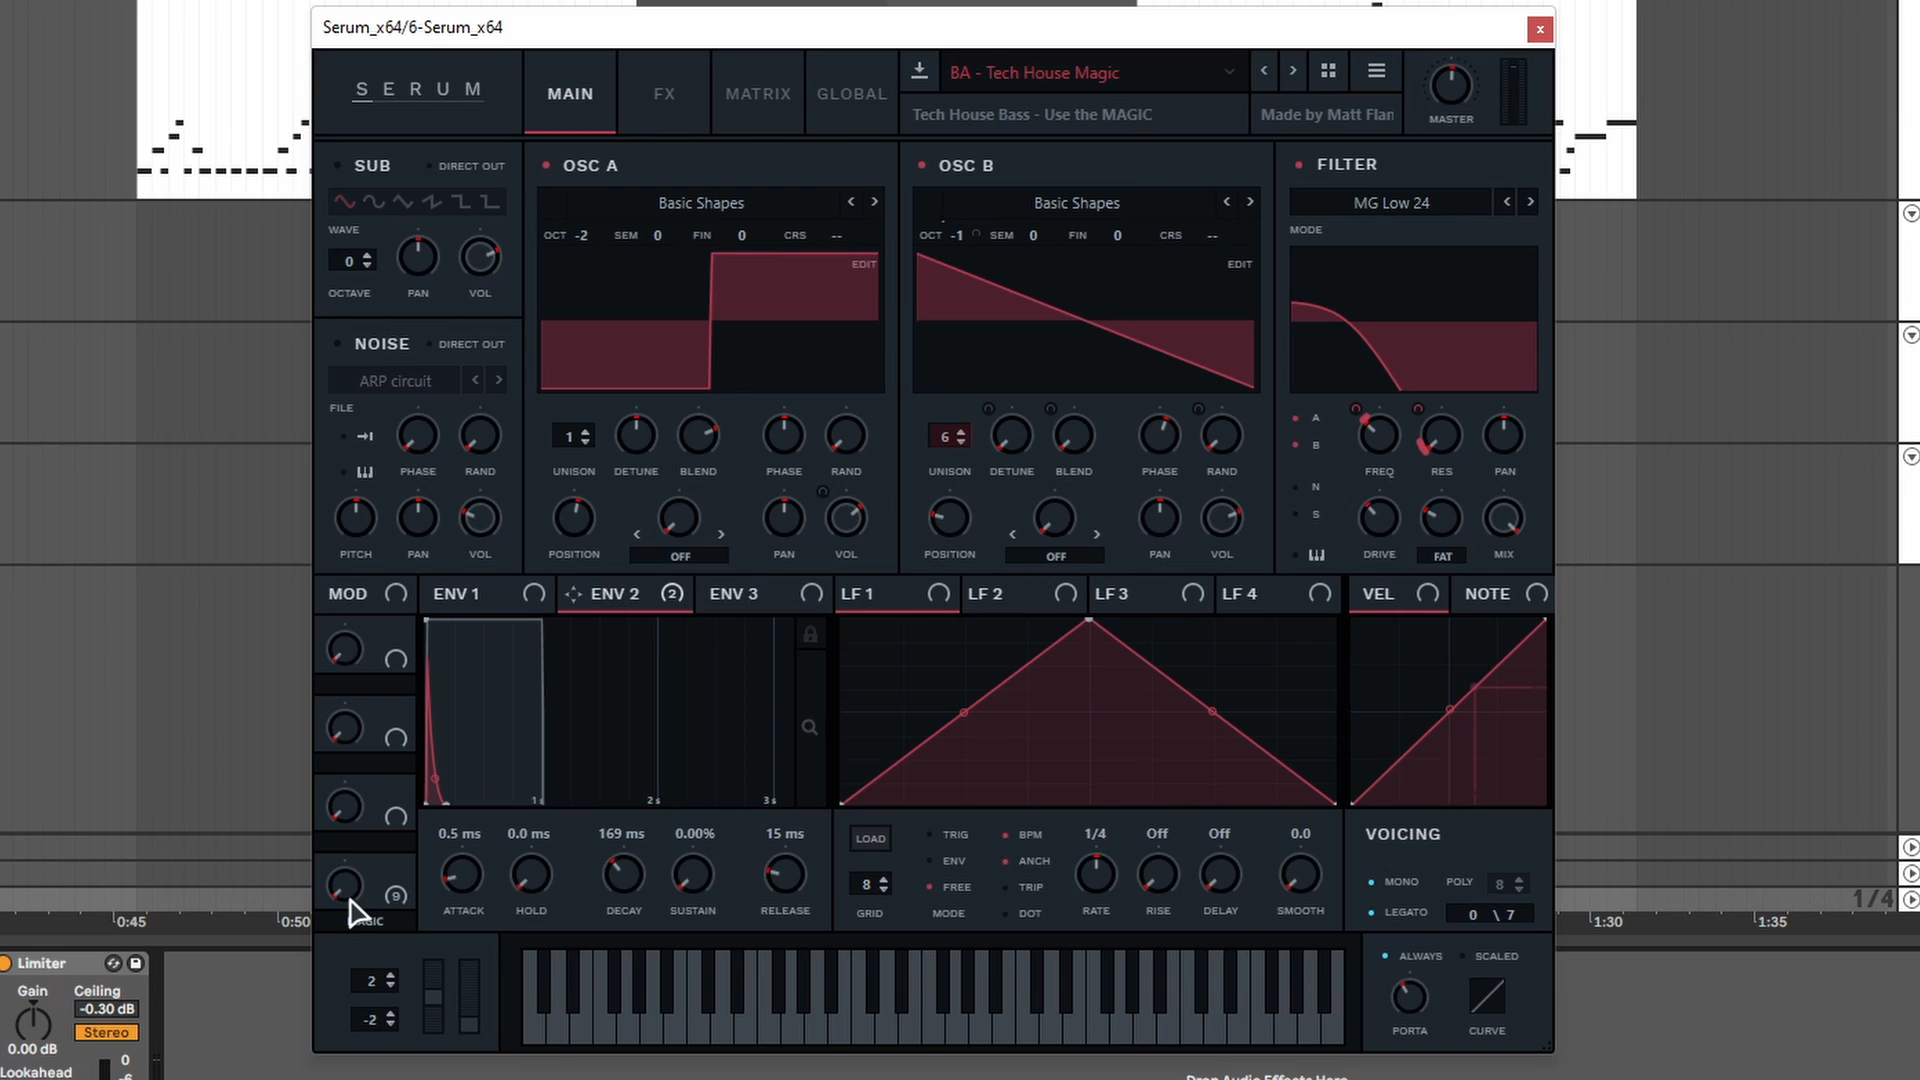 Serum_x64/6-Serum_x64
x
SERUM
MAIN
FX
MATRIX
GLOBAL
BA - Tech House Magic
Tech House Bass - Use the MAGIC
Made by Matt Flan
MASTER
SUB
DIRECT OUT
WAVE
0
OCTAVE
PAN
VOL
NOISE
DIRECT OUT
ARP circuit
FILE
PHASE
RAND
PITCH
PAN
VOL
OSC A
Basic Shapes
OCT -2 SEM 0 FIN 0 CRS --
EDIT
1
UNISON
DETUNE
BLEND
PHASE
RAND
POSITION
OFF
PAN
VOL
OSC B
Basic Shapes
OCT -1 SEM 0 FIN 0 CRS --
EDIT
6
UNISON
DETUNE
BLEND
PHASE
RAND
POSITION
OFF
PAN
VOL
FILTER
MG Low 24
MODE
A
B
N
S
FREQ
RES
PAN
DRIVE
FAT
MIX
MOD
ENV 1
ENV 2
2
ENV 3
LF 1
LF 2
LF 3
LF 4
VEL
NOTE
9
1s
2s
3s
0.5 ms
0.0 ms
169 ms
0.00%
15 ms
ATTACK
HOLD
DECAY
SUSTAIN
RELEASE
LOAD
8
GRID
TRIG
ENV
FREE
MODE
BPM
ANCH
TRIP
DOT
1/4
Off
Off
0.0
RATE
RISE
DELAY
SMOOTH
VOICING
MONO
POLY
8
LEGATO
0 \ 7
2
-2
ALWAYS
SCALED
PORTA
CURVE
0:45
0:50
1:30
1:35
1/4
Limiter
Gain
Ceiling
-0.30 dB
Stereo
0.00 dB
0
Lookahead
-6